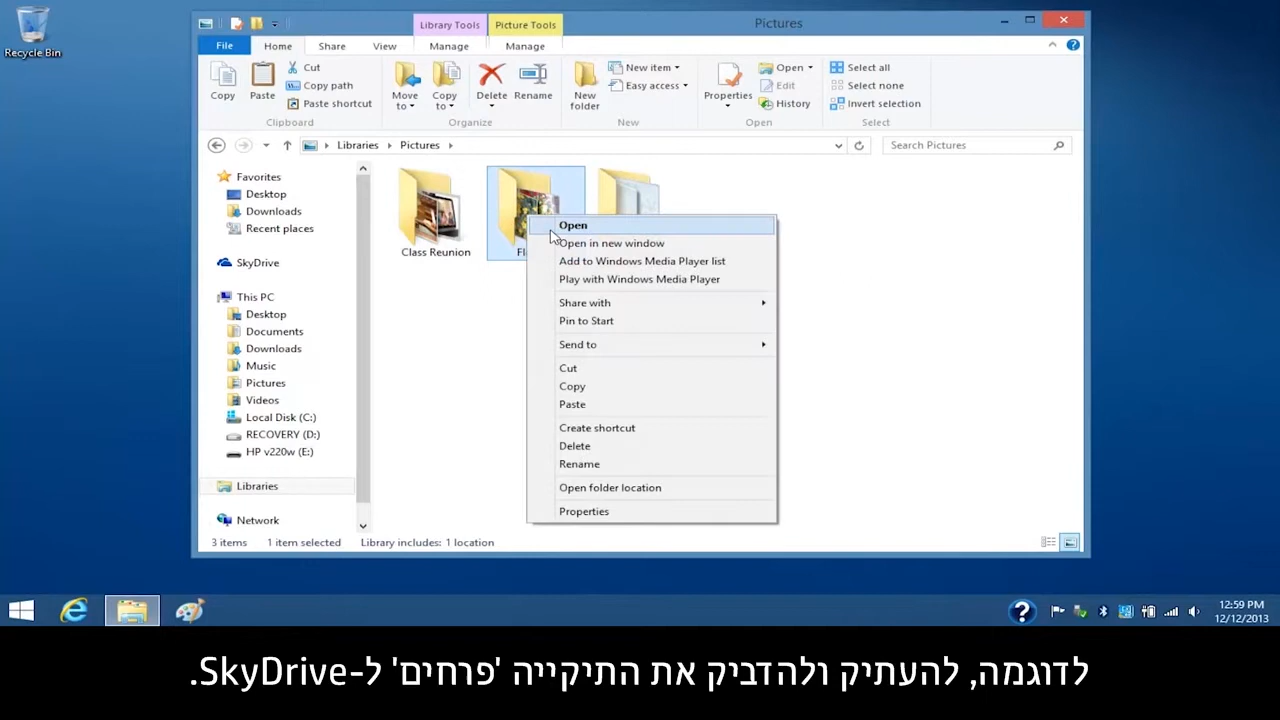 Recycle Bin
Library Tools
Picture Tools
Pictures
File
Home
Share
View
Manage
Manage
Copy
Paste
Cut
Copy path
Paste shortcut
Clipboard
Move to
Copy to
Delete
Rename
Organize
New folder
New item
Easy access
New
Properties
Open
Edit
History
Open
Select all
Select none
Invert selection
Select
Libraries
Pictures
Search Pictures
Favorites
Desktop
Downloads
Recent places
SkyDrive
This PC
Desktop
Documents
Downloads
Music
Pictures
Videos
Local Disk (C:)
RECOVERY (D:)
HP v220w (E:)
Libraries
Network
Class Reunion
Open
Open in new window
Add to Windows Media Player list
Play with Windows Media Player
Share with
Pin to Start
Send to
Cut
Copy
Paste
Create shortcut
Delete
Rename
Open folder location
Properties
3 items
1 item selected
Library includes: 1 location
12:59 PM
12/12/2013
לדוגמה, להעתיק ולהדביק את התיקייה 'פרחים' ל-SkyDrive.